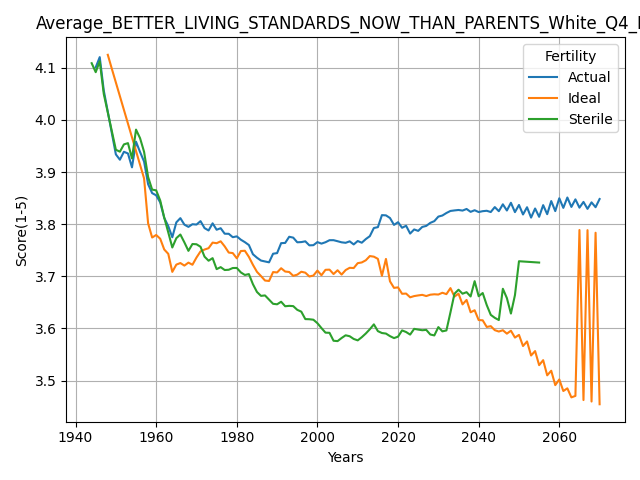 Average_BETTER_LIVING_STANDARDS_NOW_THAN_PARENTS_White_Q4_
Fertility
Actual
Ideal
Sterile
Score(1-5)
4.1
4.0
3.9
3.8
3.7
3.6
3.5
1940 1960 1980 2000 2020 2040 2060
Years